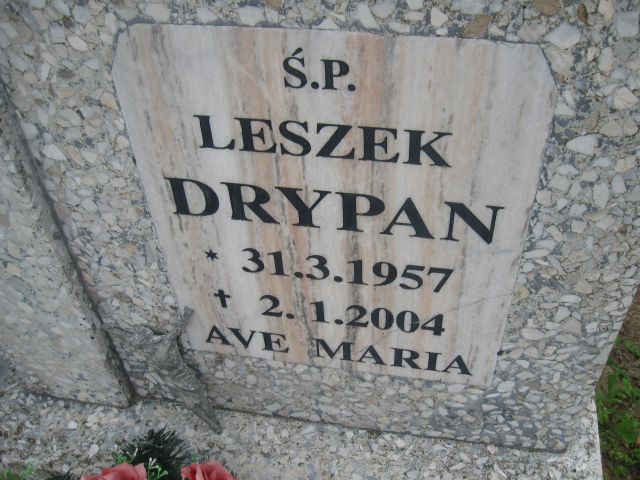 Ś.P.
LESZEK
DRYPAN
* 31.3.1957
✝ 2.1.2004
AVE MARIA